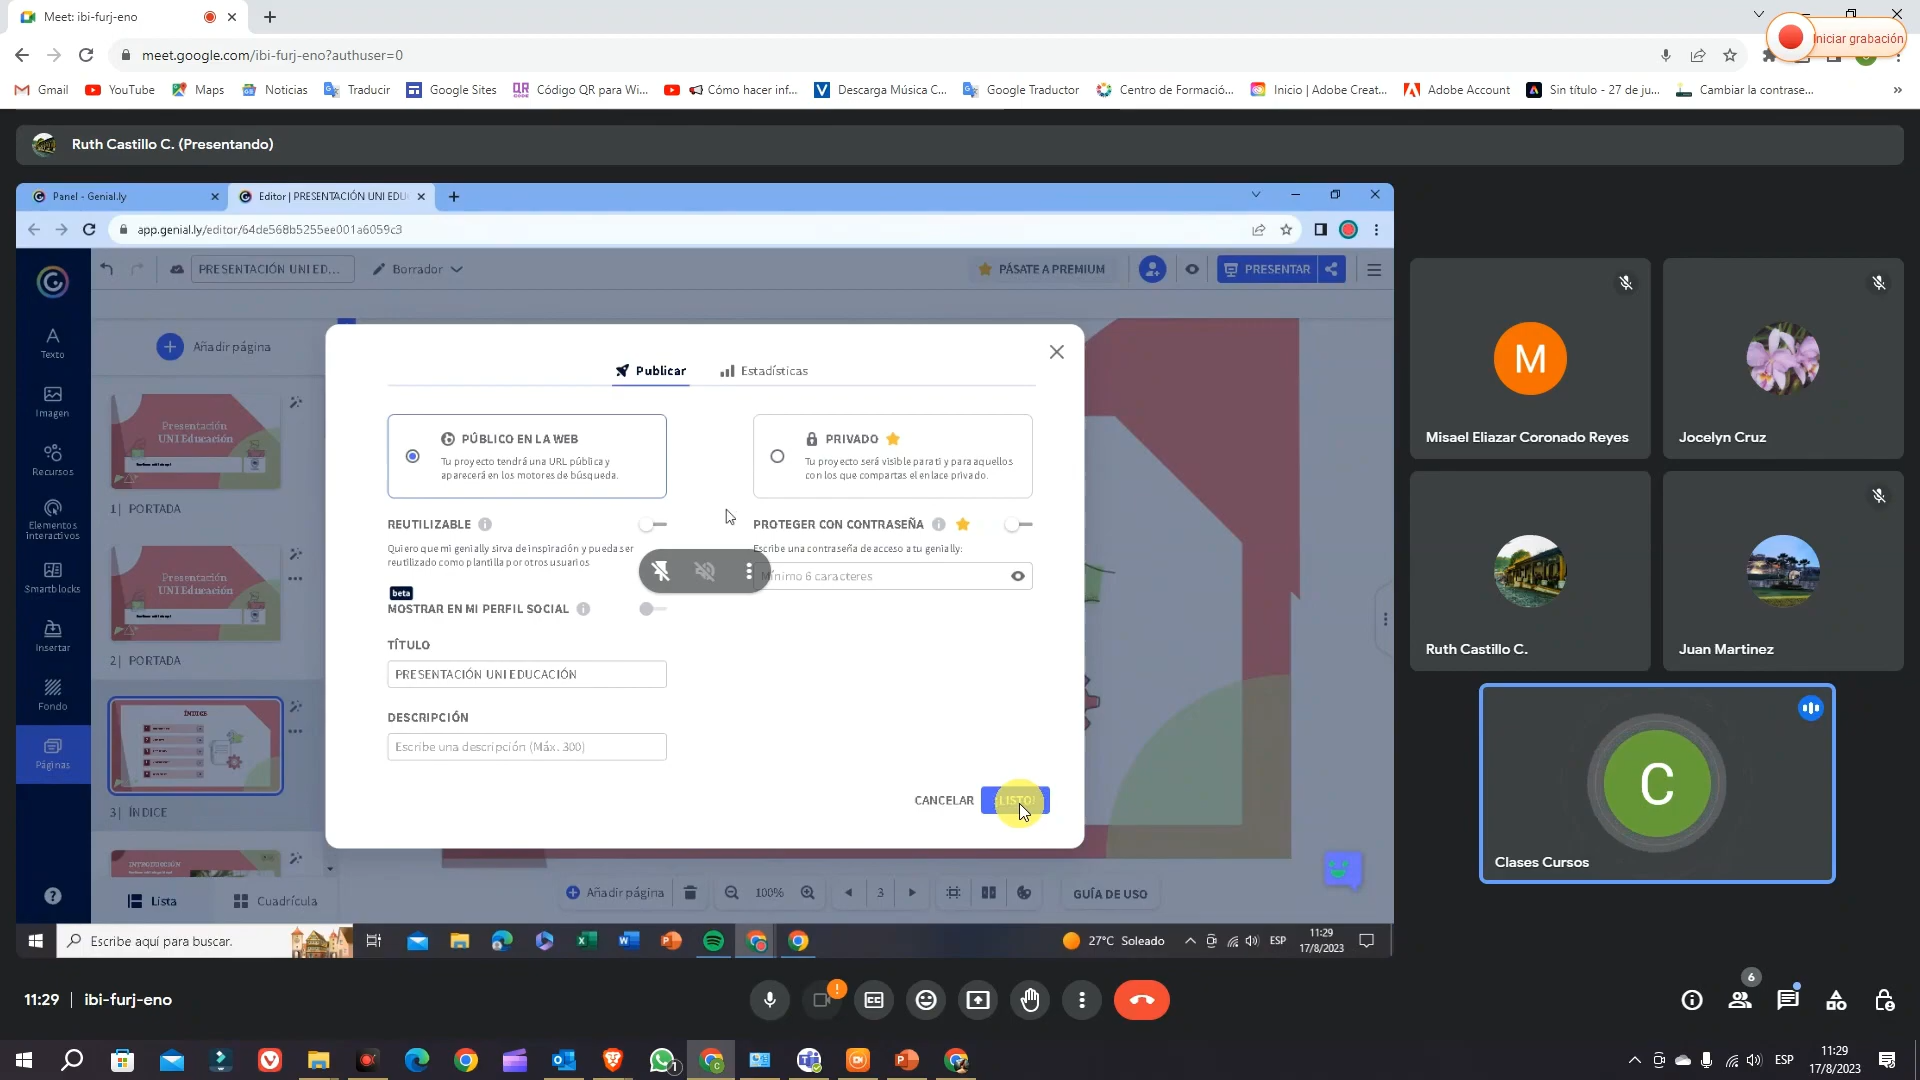 Meet: ibi-furj-eno
Iniciar grabación
meet.google.com/ibi-furj-eno?authuser=0
Gmail
YouTube
Maps
Noticias
Traducir
Google Sites
Código QR para Wi...
Cómo hacer inf...
Descarga Música C...
Google Traductor
Centro de Formació...
Inicio | Adobe Creat...
Adobe Account
Sin título - 27 de ju...
Cambiar la contrase...
Ruth Castillo C. (Presentando)
Panel - Genial.ly
Editor | PRESENTACIÓN UNI EDU
app.genial.ly/editor/64de568b5255ee001a6059c3
PRESENTACIÓN UNI ED...
Borrador
PÁSATE A PREMIUM
PRESENTAR
Texto
Imagen
Recursos
Elementos
interactivos
Smartblocks
Insertar
Fondo
Páginas
Añadir página
Presentación
UNI Educación
1| PORTADA
Presentación
UNI Educación
2| PORTADA
ÍNDICE
3| ÍNDICE
INTRODUCCIÓN
Lista
Cuadrícula
Publicar
Estadísticas
PÚBLICO EN LA WEB
Tu proyecto tendrá una URL pública y
aparecerá en los motores de búsqueda.
PRIVADO
Tu proyecto será visible para ti y para aquellos
con los que compartas el enlace privado.
REUTILIZABLE
Quiero que mi genially sirva de inspiración y pueda ser
reutilizado como plantilla por otros usuarios
PROTEGER CON CONTRASEÑA
Escribe una contraseña de acceso a tu genially:
Mínimo 6 caracteres
beta
MOSTRAR EN MI PERFIL SOCIAL
TÍTULO
PRESENTACIÓN UNI EDUCACIÓN
DESCRIPCIÓN
Escribe una descripción (Máx. 300)
CANCELAR
¡LISTO!
Añadir página
100%
3
GUÍA DE USO
Escribe aquí para buscar.
27°C Soleado
ESP
11:29
17/8/2023
M
Misael Eliazar Coronado Reyes
Jocelyn Cruz
Ruth Castillo C.
Juan Martinez
C
Clases Cursos
11:29 | ibi-furj-eno
6
1
ESP
11:29
17/8/2023